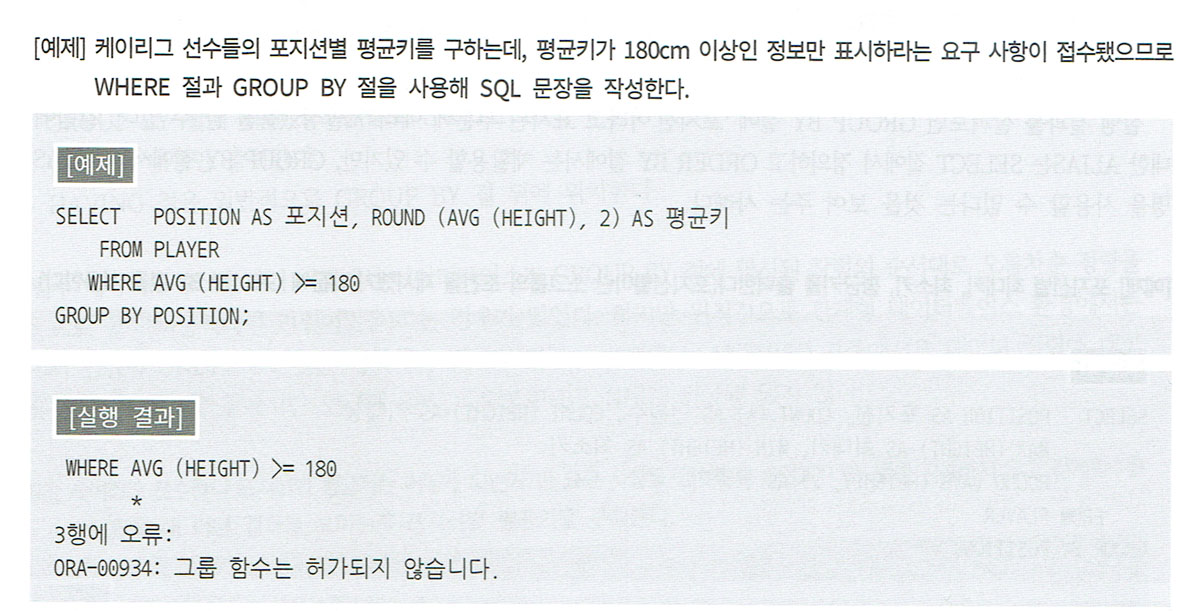 [예제] 케이리그 선수들의 포지션별 평균키를 구하는데, 평균키가 180cm 이상인 정보만 표시하라는 요구 사항이 접수됐으므로
WHERE 절과 GROUP BY 절을 사용해 SQL 문장을 작성한다.
[예제]
SELECT POSITION AS 포지션, ROUND (AVG (HEIGHT), 2) AS 평균키
FROM PLAYER
WHERE AVG (HEIGHT) >= 180
GROUP BY POSITION;
[실행 결과]
WHERE AVG (HEIGHT) >= 180
*
3행에 오류:
ORA-00934: 그룹 함수는 허가되지 않습니다.